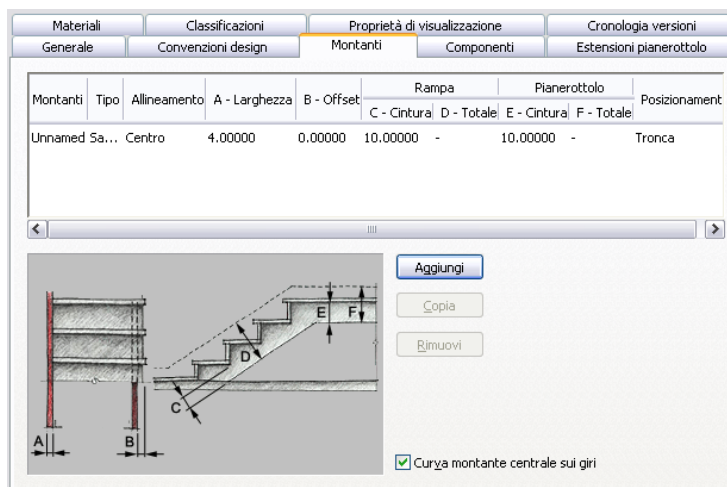 Materiali Classificazioni Proprietà di visualizzazione Cronologia versioni
Generale Convenzioni design Montanti Componenti Estensioni pianerottolo
Rampa Pianerottolo
Montanti Tipo Allineamento A - Larghezza B - Offset Posizionament
C - Cintura D - Totale E - Cintura F - Totale
Unnamed Sa... Centro 4.00000 0.00000 10.00000 - 10.00000 - Tronca
Aggiungi
Copia
Rimuovi
E F
D
C
A B
Curva montante centrale sui giri